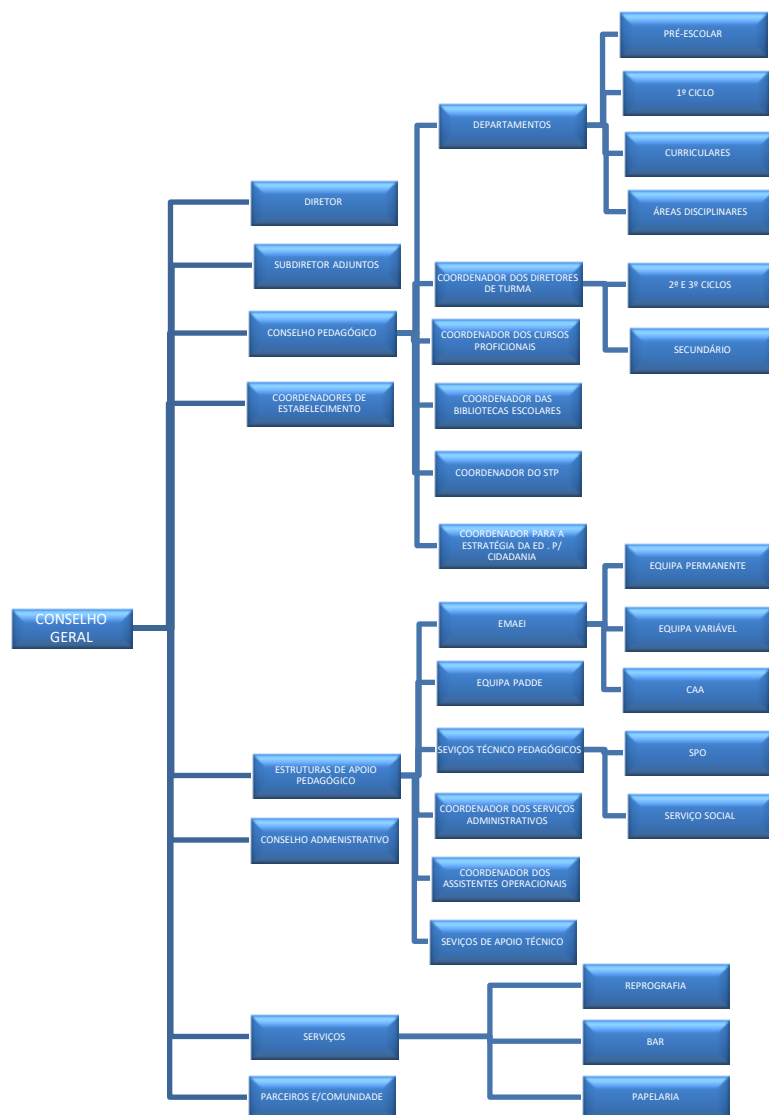 CONSELHO
GERAL
DIRETOR
SUBDIRETOR ADJUNTOS
CONSELHO PEDAGÓGICO
DEPARTAMENTOS
PRÉ-ESCOLAR
1º CICLO
CURRICULARES
ÁREAS DISCIPLINARES
COORDENADOR DOS DIRETORES
DE TURMA
2º E 3º CICLOS
SECUNDÁRIO
COORDENADOR DOS CURSOS
PROFICIONAIS
COORDENADOR DAS
BIBLIOTECAS ESCOLARES
COORDENADOR DO STP
COORDENADOR PARA A
ESTRATÉGIA DA ED . P/
CIDADANIA
COORDENADORES DE
ESTABELECIMENTO
ESTRUTURAS DE APOIO
PEDAGÓGICO
EMAEI
EQUIPA PERMANENTE
EQUIPA VARIÁVEL
CAA
EQUIPA PADDE
SEVIÇOS TÉCNICO PEDAGÓGICOS
SPO
SERVIÇO SOCIAL
COORDENADOR DOS SERVIÇOS
ADMINISTRATIVOS
COORDENADOR DOS
ASSISTENTES OPERACIONAIS
SEVIÇOS DE APOIO TÉCNICO
CONSELHO ADMENISTRATIVO
SERVIÇOS
REPROGRAFIA
BAR
PAPELARIA
PARCEIROS E/COMUNIDADE